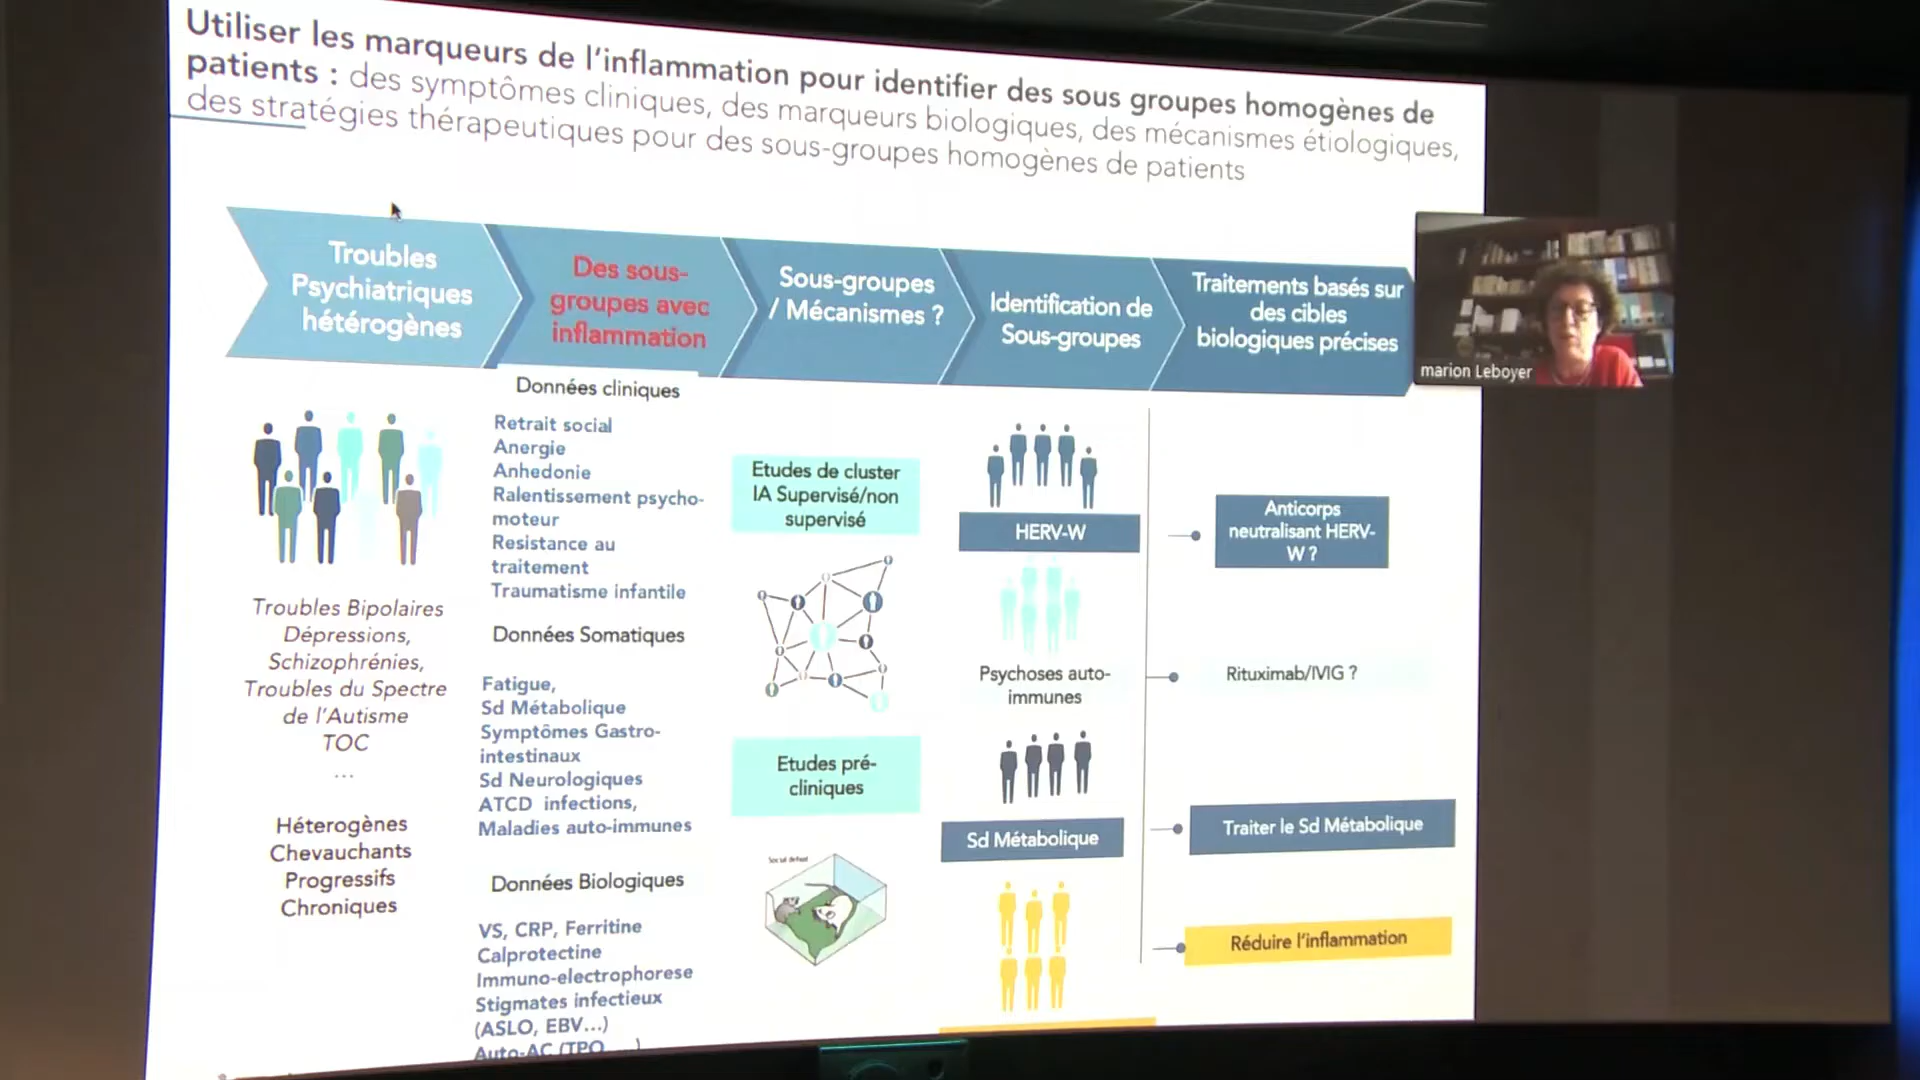 Utiliser les marqueurs de l'inflammation pour identifier des sous groupes homogènes de
patients : des symptômes cliniques, des marqueurs biologiques, des mécanismes étiologiques,
des stratégies thérapeutiques pour des sous-groupes homogènes de patients
Troubles
Psychiatriques
hétérogènes
Des sous-
groupes avec
inflammation
Sous-groupes
/ Mécanismes ?
Identification de
Sous-groupes
Traitements basés sur
des cibles
biologiques précises
marion Leboyer
Troubles Bipolaires
Dépressions,
Schizophrénies,
Troubles du Spectre
de l'Autisme
TOC
...
Héterogènes
Chevauchants
Progressifs
Chroniques
Données cliniques
Retrait social
Anergie
Anhedonie
Ralentissement psycho-
moteur
Resistance au
traitement
Traumatisme infantile
Données Somatiques
Fatigue,
Sd Métabolique
Symptômes Gastro-
intestinaux
Sd Neurologiques
ATCD infections,
Maladies auto-immunes
Données Biologiques
VS, CRP, Ferritine
Calprotectine
Immuno-electrophorese
Stigmates infectieux
(ASLO, EBV...)
Auto-AC (TPO ....)
Etudes de cluster
IA Supervisé/non
supervisé
Etudes pré-
cliniques
Social defeat
HERV-W
Psychoses auto-
immunes
Sd Métabolique
Anticorps
neutralisant HERV-
W ?
Rituximab/IVIG ?
Traiter le Sd Métabolique
Réduire l'inflammation